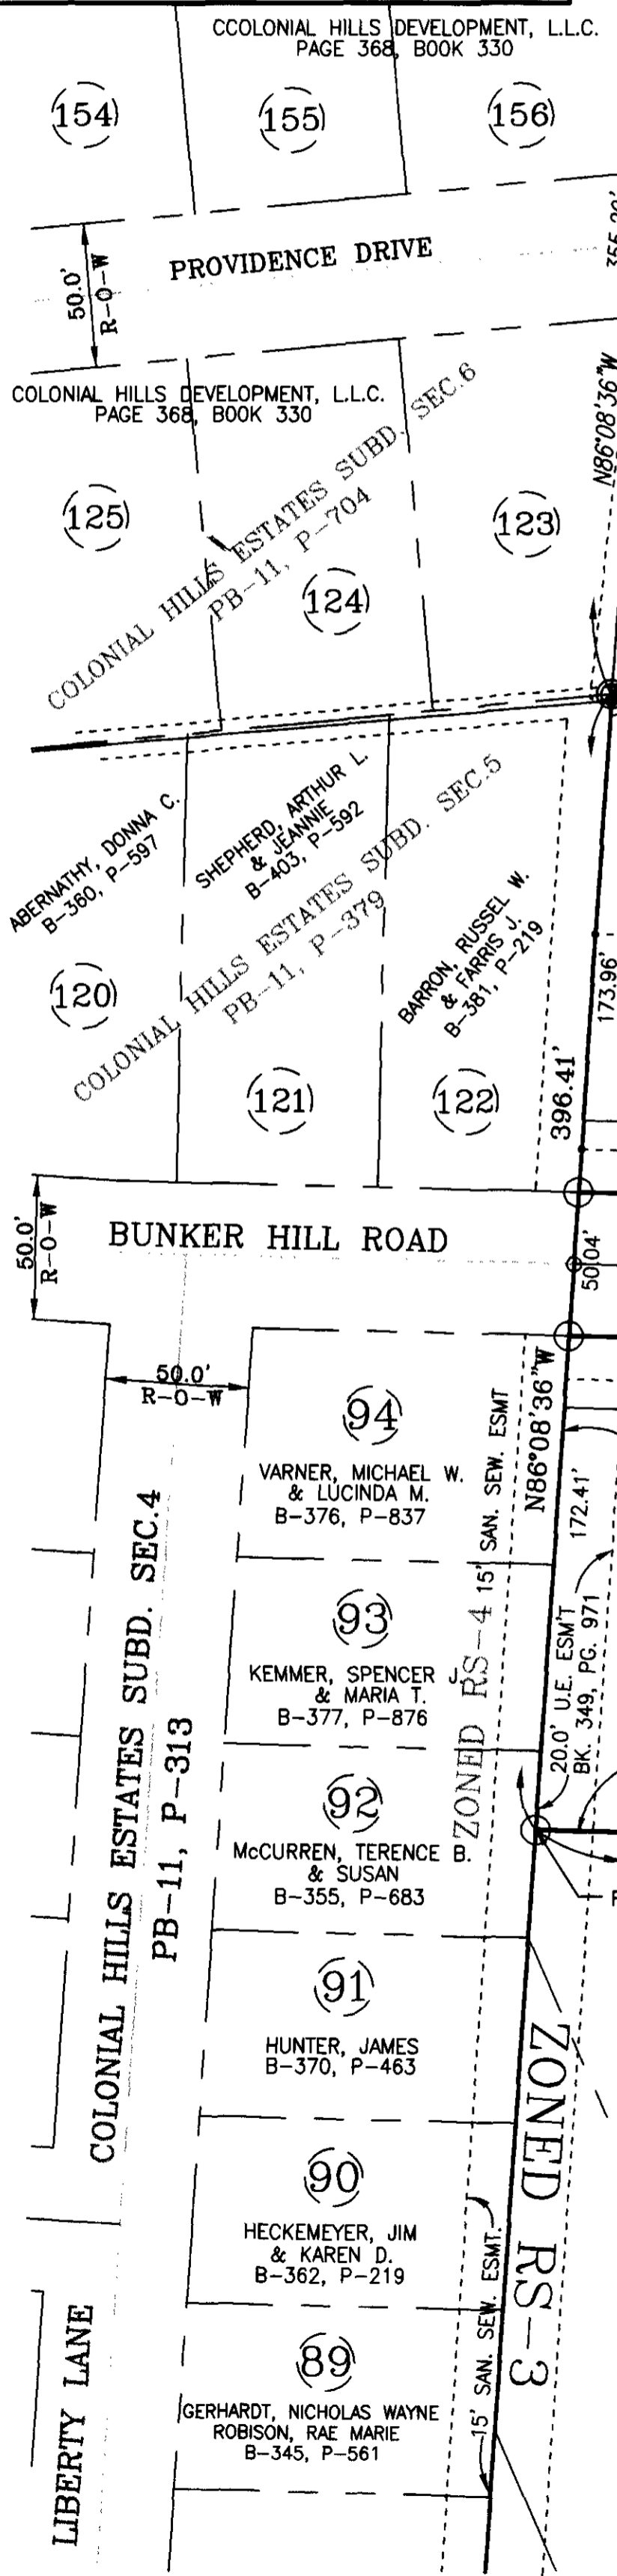 CCOLONIAL HILLS DEVELOPMENT, L.L.C.
PAGE 368, BOOK 330
154
155
156
PROVIDENCE DRIVE
50.0'
R-O-W
COLONIAL HILLS DEVELOPMENT, L.L.C.
PAGE 368, BOOK 330
N86°08'36"W
125
COLONIAL HILLS ESTATES SUBD. SEC.6
PB-11, P-704
124
123
ABERNATHY, DONNA C.
B-360, P-597
SHEPHERD, ARTHUR L.
& JEANNIE
B-403, P-592
COLONIAL HILLS ESTATES SUBD. SEC.5
PB-11, P-379
BARRON, RUSSEL W.
& FARRIS J.
B-381, P-219
120
121
122
396.41'
173.96'
50.0'
R-O-W
BUNKER HILL ROAD
50.04'
50.0'
R-O-W
94
VARNER, MICHAEL W.
& LUCINDA M.
B-376, P-837
15' SAN. SEW. ESMT
N86°08'36"W
172.41'
COLONIAL HILLS ESTATES SUBD. SEC.4
PB-11, P-313
93
KEMMER, SPENCER J.
& MARIA T.
B-377, P-876
ZONED RS-4
20.0' U.E. ESM'T
BK. 349, PG. 971
92
McCURREN, TERENCE B.
& SUSAN
B-355, P-683
91
HUNTER, JAMES
B-370, P-463
ZONED RS-3
90
HECKEMEYER, JIM
& KAREN D.
B-362, P-219
15' SAN. SEW. ESMT.
89
GERHARDT, NICHOLAS WAYNE
ROBISON, RAE MARIE
B-345, P-561
LIBERTY LANE